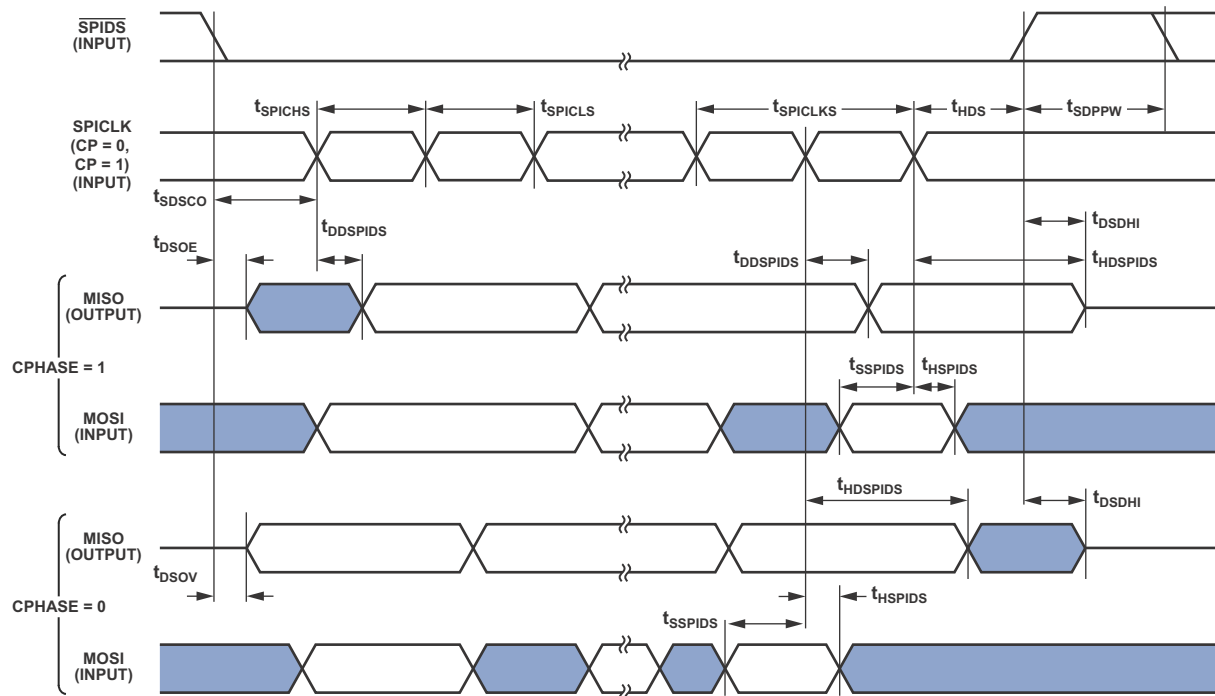 SPIDS
(INPUT)
tSPICHS
tSPICLS
tSPICLKS
tHDS
tSDPPW
SPICLK
(CP = 0,
CP = 1)
(INPUT)
tSDSCO
tDDSPIDS
tDSOE
tDSDHI
tDDSPIDS
tHDSPIDS
MISO
(OUTPUT)
CPHASE = 1
tSSPIDS
tHSPIDS
MOSI
(INPUT)
tHDSPIDS
tDSDHI
MISO
(OUTPUT)
tDSOV
CPHASE = 0
tHSPIDS
tSSPIDS
MOSI
(INPUT)